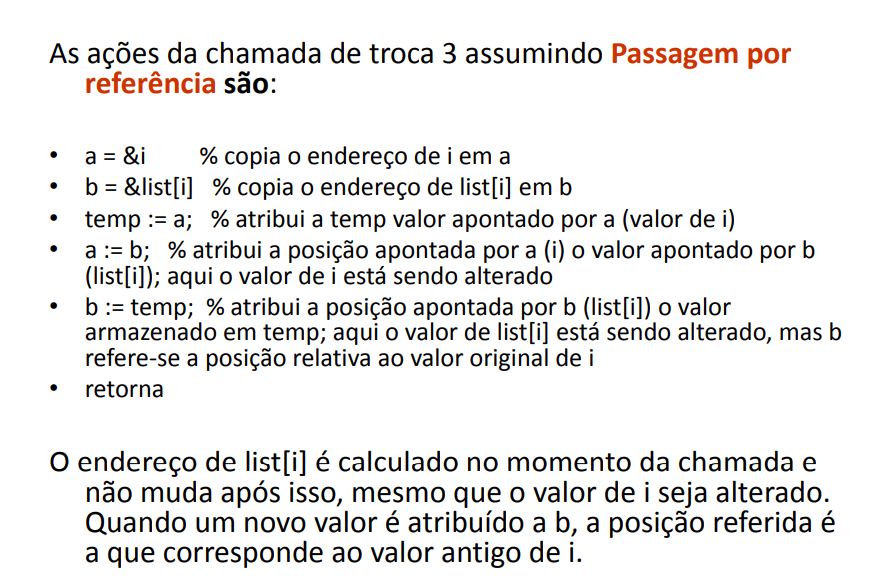 As ações da chamada de troca 3 assumindo Passagem por
referência são:
• a = &i % copia o endereço de i em a
• b = &list[i] % copia o endereço de list[i] em b
• temp := a; % atribui a temp valor apontado por a (valor de i)
• a := b; % atribui a posição apontada por a (i) o valor apontado por b
(list[i]); aqui o valor de i está sendo alterado
• b := temp; % atribui a posição apontada por b (list[i]) o valor
armazenado em temp; aqui o valor de list[i] está sendo alterado, mas b
refere-se a posição relativa ao valor original de i
• retorna
O endereço de list[i] é calculado no momento da chamada e
não muda após isso, mesmo que o valor de i seja alterado.
Quando um novo valor é atribuído a b, a posição referida é
a que corresponde ao valor antigo de i.